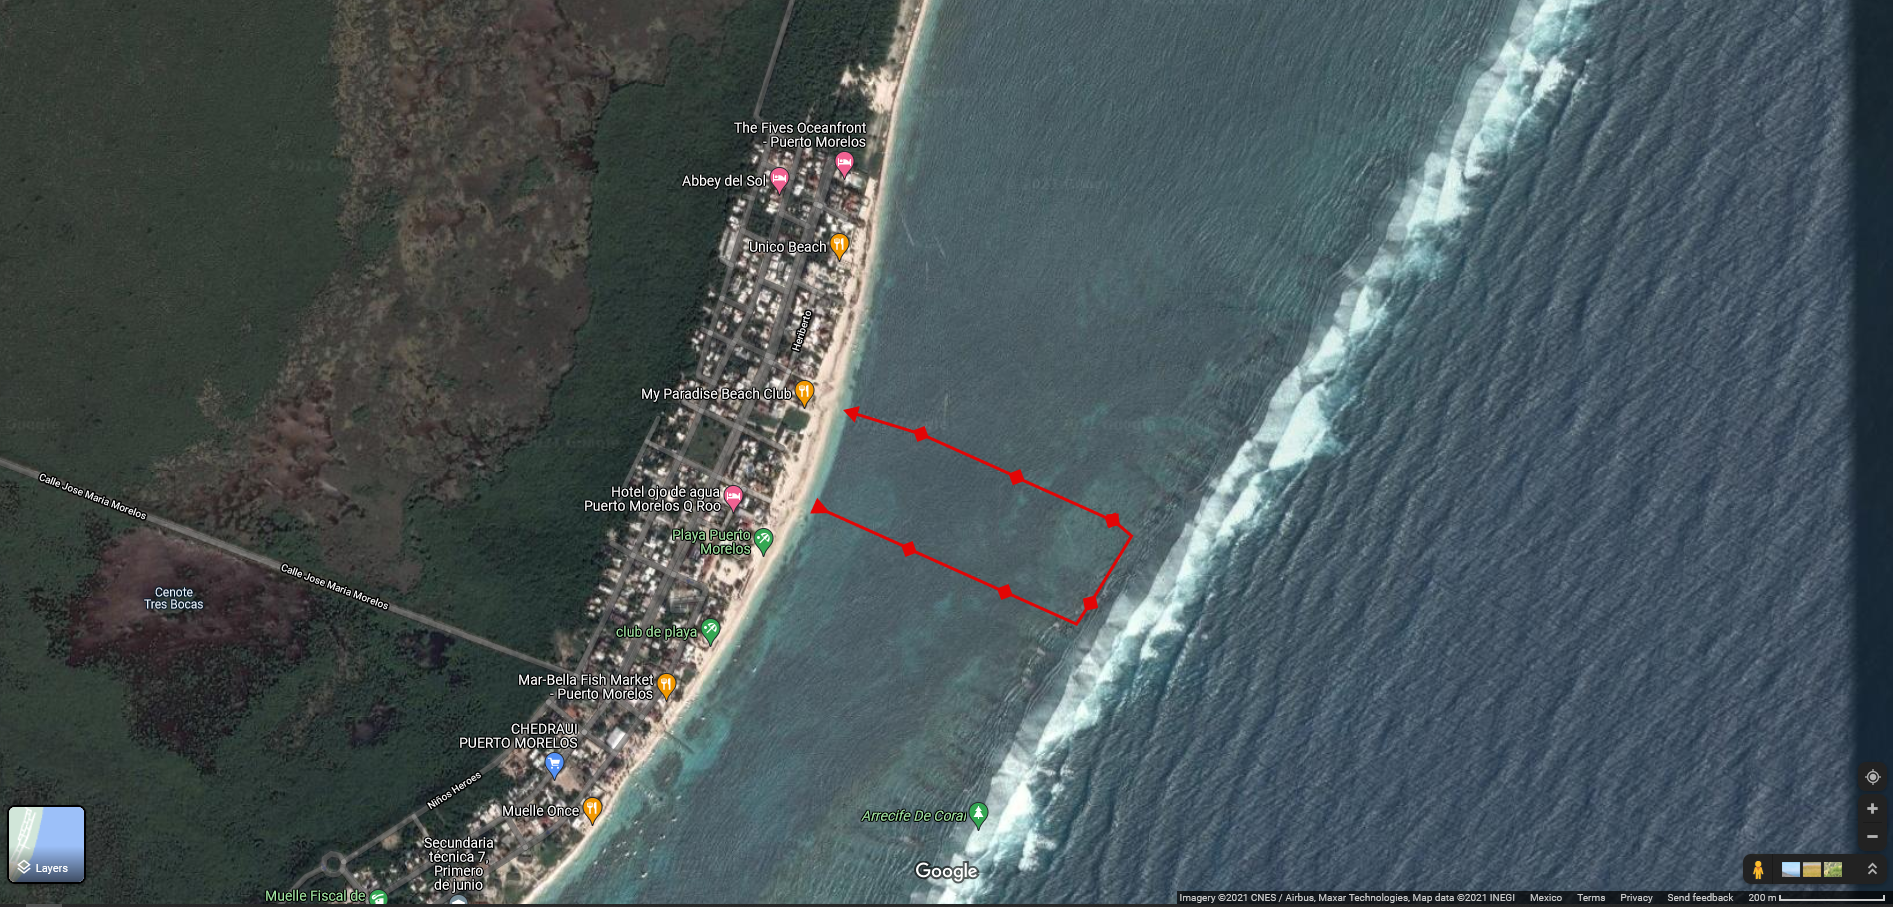 The Fives Oceanfront
- Puerto Morelos
Abbey del Sol
Unico Beach
Heriberto
My Paradise Beach Club
Calle Jose María Morelos
Hotel ojo de agua
Puerto Morelos Q Roo
Playa Puerto
Morelos
Calle Jose María Morelos
Cenote
Tres Bocas
club de playa
Mar-Bella Fish Market
- Puerto Morelos
CHEDRAUI
PUERTO MORELOS
Niños Heroes
Muelle Once
Arrecife De Coral
Secundaria
técnica 7,
Primero
de junio
Layers
Google
Muelle Fiscal de
Imagery ©2021 CNES / Airbus, Maxar Technologies, Map data ©2021 INEGI
Mexico
Terms
Privacy
Send feedback
200 m